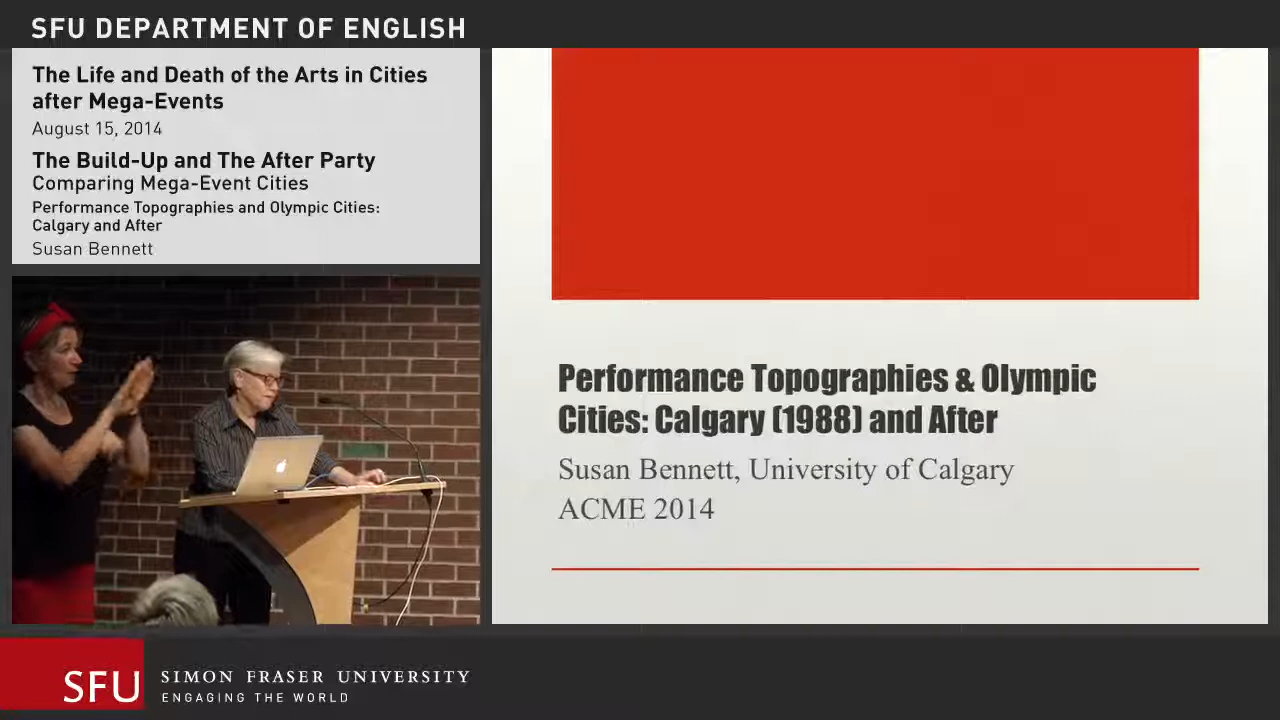 SFU DEPARTMENT OF ENGLISH
The Life and Death of the Arts in Cities
after Mega-Events
August 15, 2014
The Build-Up and The After Party
Comparing Mega-Event Cities
Performance Topographies and Olympic Cities:
Calgary and After
Susan Bennett
Performance Topographies & Olympic
Cities: Calgary (1988) and After
Susan Bennett, University of Calgary
ACME 2014
SFU
SIMON FRASER UNIVERSITY
ENGAGING THE WORLD